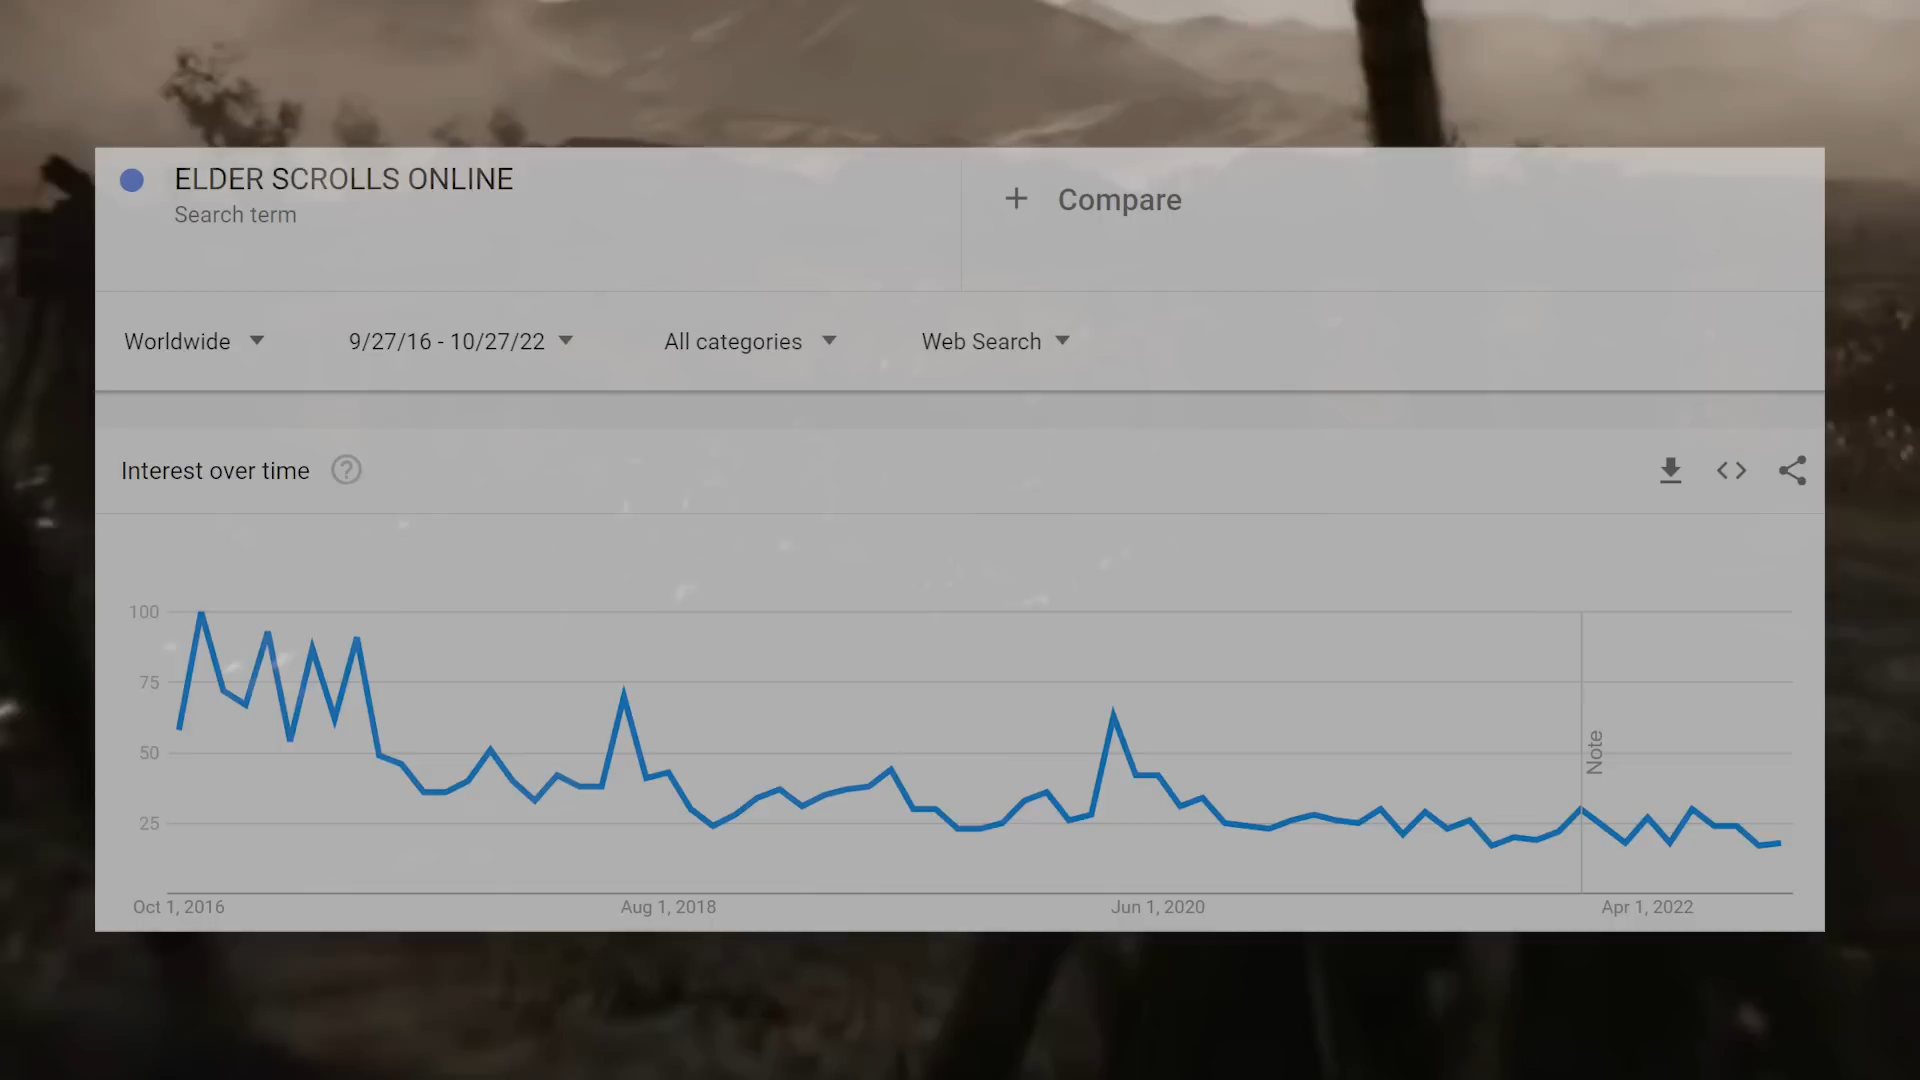 ELDER SCROLLS ONLINE
Search term
+ Compare
Worldwide
9/27/16 - 10/27/22
All categories
Web Search
Interest over time
100
75
50
25
Note
Oct 1, 2016
Aug 1, 2018
Jun 1, 2020
Apr 1, 2022